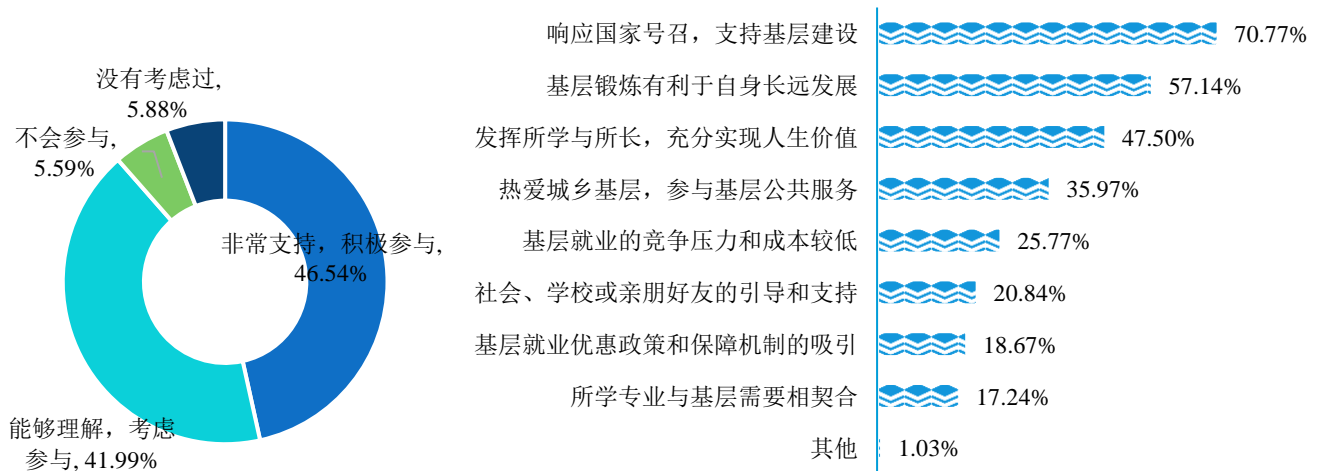 没有考虑过,
5.88%
不会参与,
5.59%
非常支持，积极参与,
46.54%
能够理解，考虑
参与, 41.99%
响应国家号召，支持基层建设 70.77%
基层锻炼有利于自身长远发展 57.14%
发挥所学与所长，充分实现人生价值 47.50%
热爱城乡基层，参与基层公共服务 35.97%
基层就业的竞争压力和成本较低 25.77%
社会、学校或亲朋好友的引导和支持 20.84%
基层就业优惠政策和保障机制的吸引 18.67%
所学专业与基层需要相契合 17.24%
其他 1.03%